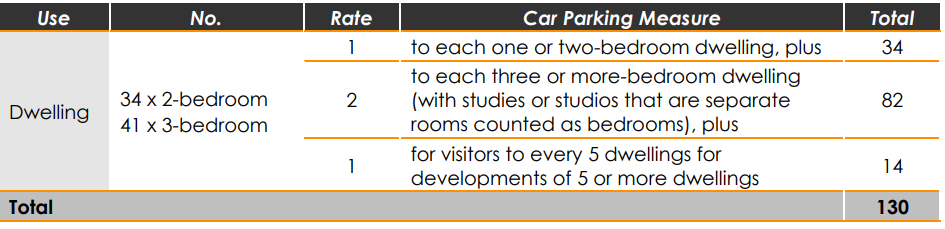 Use No. Rate Car Parking Measure Total
Dwelling
34 x 2-bedroom
41 x 3-bedroom
1 to each one or two-bedroom dwelling, plus 34
to each three or more-bedroom dwelling
2 (with studies or studios that are separate 82
rooms counted as bedrooms), plus
for visitors to every 5 dwellings for
1 developments of 5 or more dwellings 14
Total 130